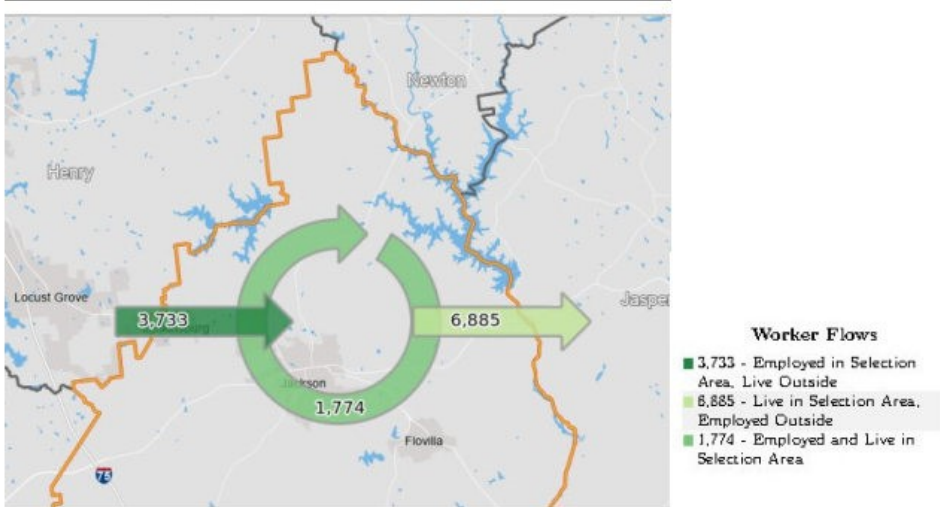 Newton
Henry
Locust Grove
3,733
6,885
Jasper
Jackson
1,774
Flovilla
75
Worker Flows
3,733 - Employed in Selection
Area, Live Outside
6,885 - Live in Selection Area,
Employed Outside
1,774 - Employed and Live in
Selection Area